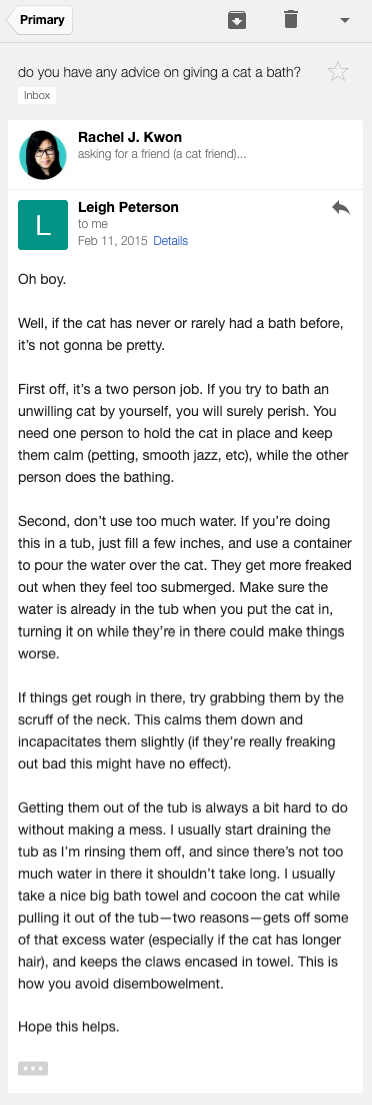 Primary
do you have any advice on giving a cat a bath?
Inbox
Rachel J. Kwon
asking for a friend (a cat friend)...
L
Leigh Peterson
to me
Feb 11, 2015 Details
Oh boy.
Well, if the cat has never or rarely had a bath before,
it’s not gonna be pretty.
First off, it’s a two person job. If you try to bath an
unwilling cat by yourself, you will surely perish. You
need one person to hold the cat in place and keep
them calm (petting, smooth jazz, etc), while the other
person does the bathing.
Second, don’t use too much water. If you’re doing
this in a tub, just fill a few inches, and use a container
to pour the water over the cat. They get more freaked
out when they feel too submerged. Make sure the
water is already in the tub when you put the cat in,
turning it on while they’re in there could make things
worse.
If things get rough in there, try grabbing them by the
scruff of the neck. This calms them down and
incapacitates them slightly (if they’re really freaking
out bad this might have no effect).
Getting them out of the tub is always a bit hard to do
without making a mess. I usually start draining the
tub as I’m rinsing them off, and since there’s not too
much water in there it shouldn’t take long. I usually
take a nice big bath towel and cocoon the cat while
pulling it out of the tub—two reasons—gets off some
of that excess water (especially if the cat has longer
hair), and keeps the claws encased in towel. This is
how you avoid disembowelment.
Hope this helps.